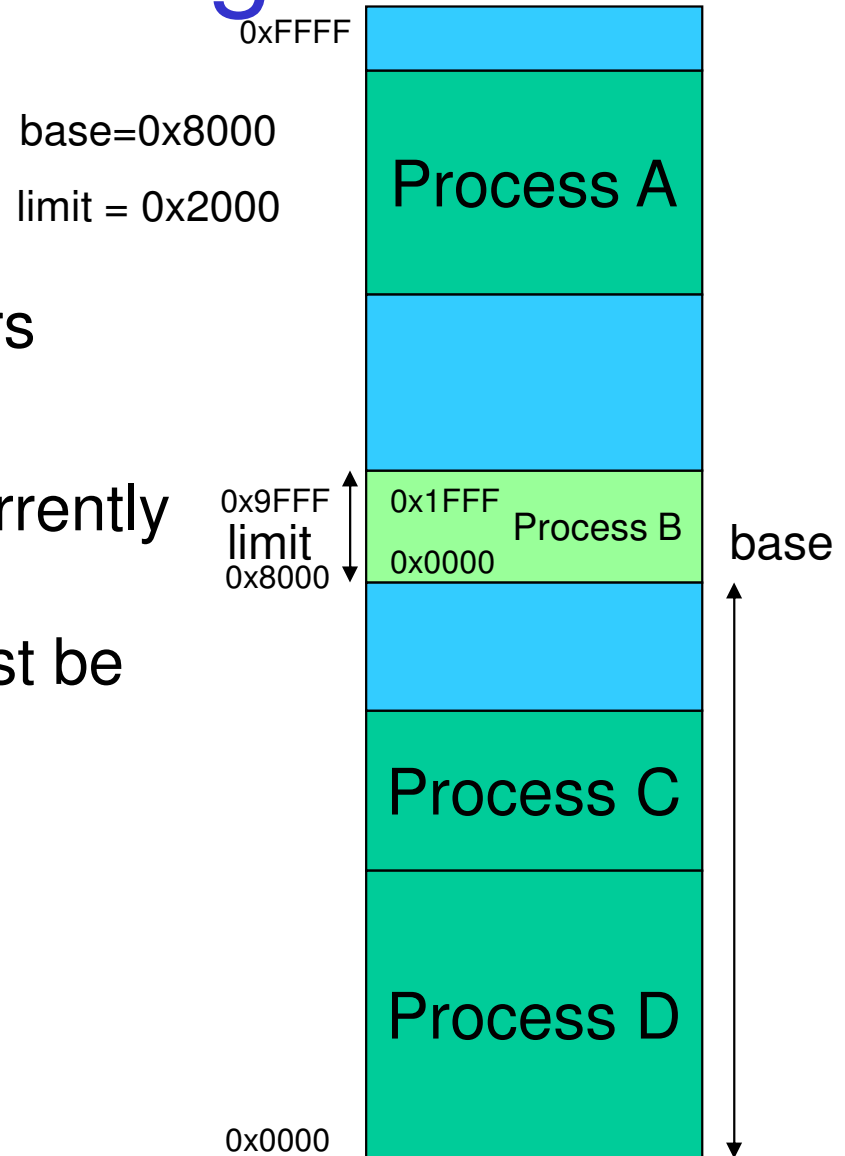 0xFFFF
base=0x8000
limit = 0x2000
Process A
rs
rrently
0x9FFF
limit
0x8000
0x1FFF
0x0000
Process B
base
st be
Process C
Process D
0x0000